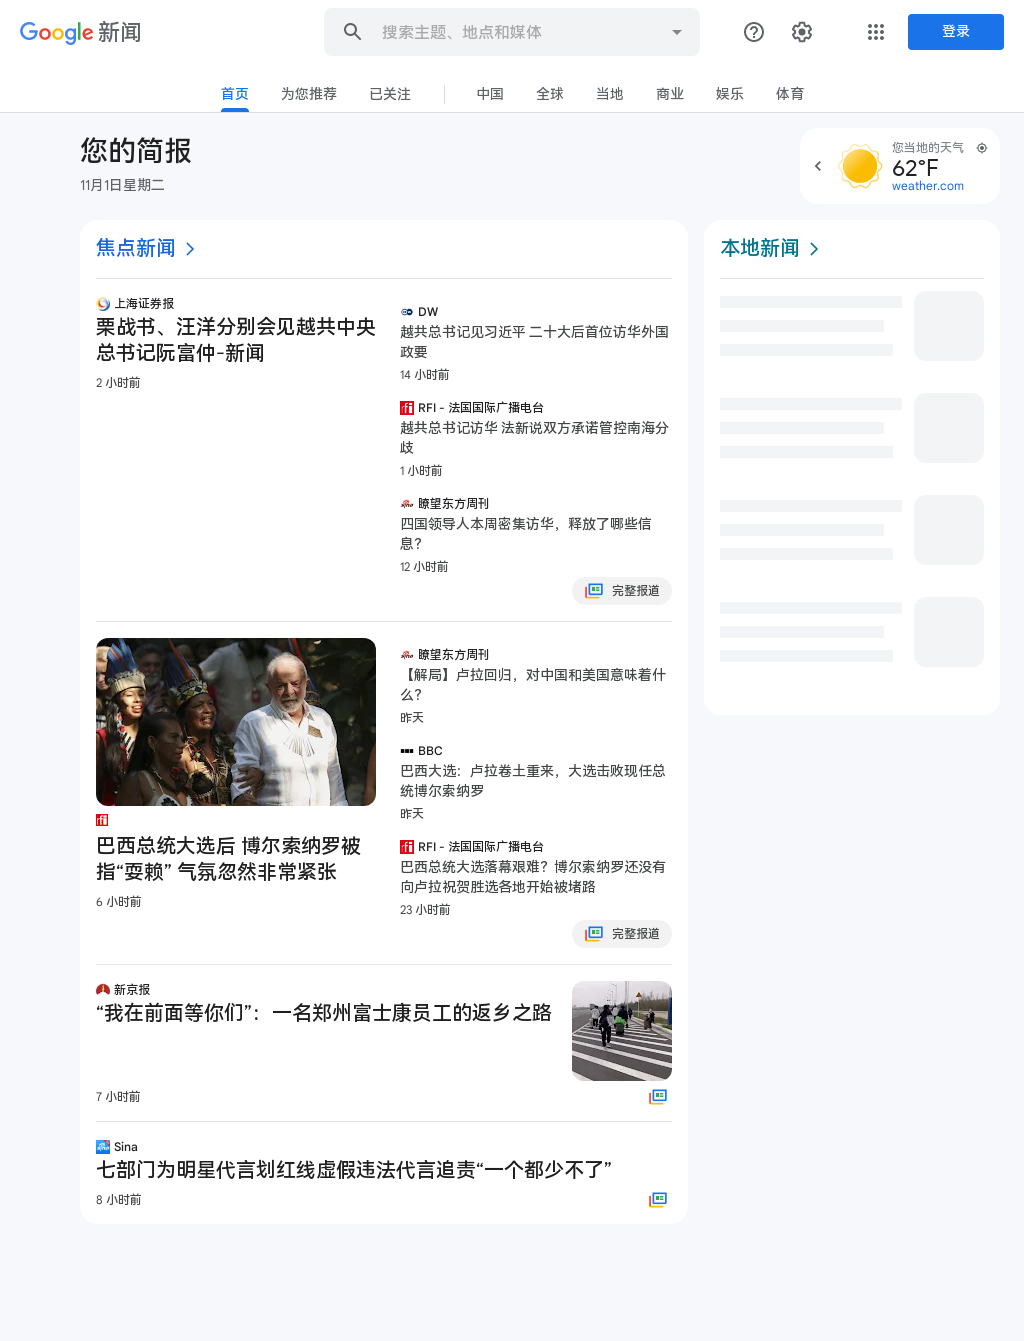 Google 新闻
搜索主题、地点和媒体
登录
首页
为您推荐
已关注
中国
全球
当地
商业
娱乐
体育
您的简报
11月1日星期二
您当地的天气
62°F
weather.com
焦点新闻
上海证券报
栗战书、汪洋分别会见越共中央
总书记阮富仲-新闻
2 小时前
DW
越共总书记见习近平 二十大后首位访华外国
政要
14 小时前
RFI - 法国国际广播电台
越共总书记访华 法新说双方承诺管控南海分
歧
1 小时前
瞭望东方周刊
四国领导人本周密集访华，释放了哪些信
息？
12 小时前
完整报道
巴西总统大选后 博尔索纳罗被
指“耍赖” 气氛忽然非常紧张
6 小时前
瞭望东方周刊
【解局】卢拉回归，对中国和美国意味着什
么？
昨天
BBC
巴西大选：卢拉卷土重来，大选击败现任总
统博尔索纳罗
昨天
RFI - 法国国际广播电台
巴西总统大选落幕艰难？博尔索纳罗还没有
向卢拉祝贺胜选各地开始被堵路
23 小时前
完整报道
新京报
“我在前面等你们”：一名郑州富士康员工的返乡之路
7 小时前
Sina
七部门为明星代言划红线虚假违法代言追责“一个都少不了”
8 小时前
本地新闻